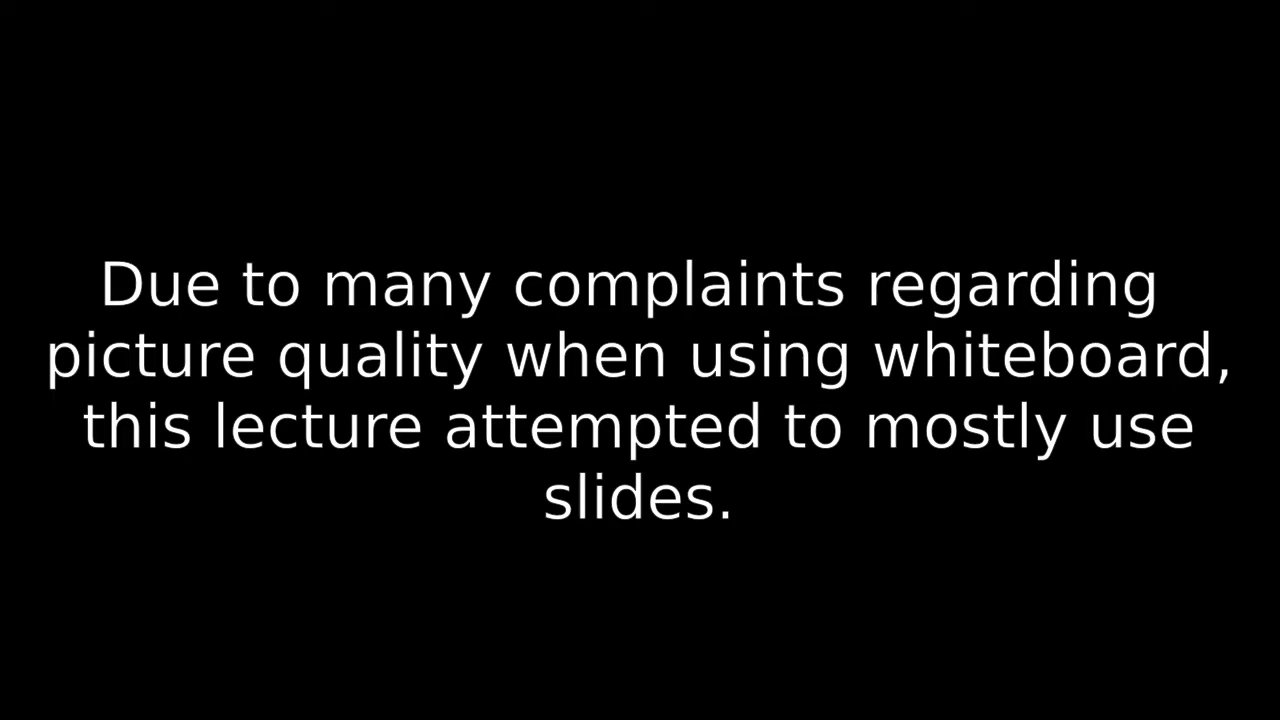 Due to many complaints regarding
picture quality when using whiteboard,
this lecture attempted to mostly use
slides.